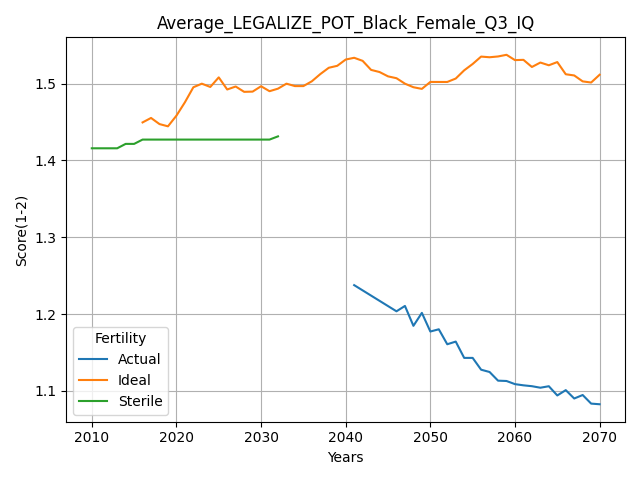 Average_LEGALIZE_POT_Black_Female_Q3_IQ
Score(1-2)
1.5
1.4
1.3
1.2
1.1
Fertility
Actual
Ideal
Sterile
2010 2020 2030 2040 2050 2060 2070
Years